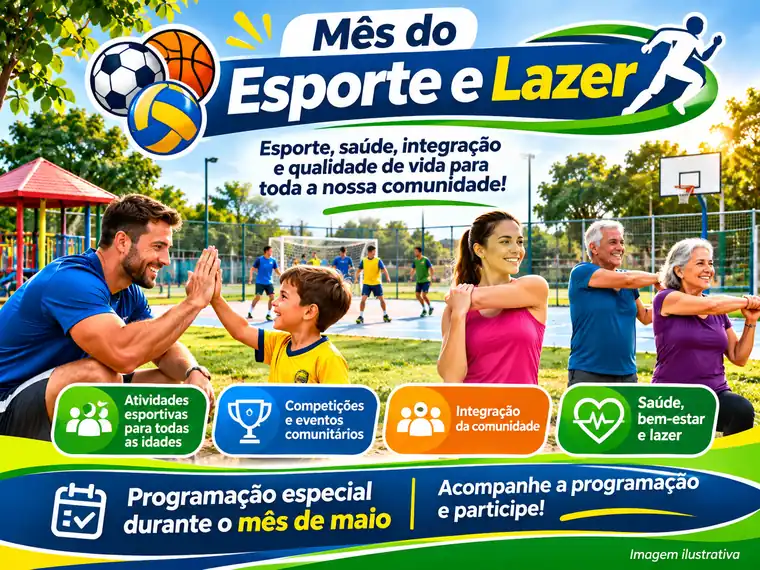 Mês do
Esporte e Lazer
Esporte, saúde, integração
e qualidade de vida para
toda a nossa comunidade!
Atividades
esportivas
para todas
as idades
Competições
e eventos
comunitários
Integração
da comunidade
Saúde,
bem-estar
e lazer
Programação especial
durante o mês de maio
Acompanhe a programação
e participe!
Imagem ilustrativa